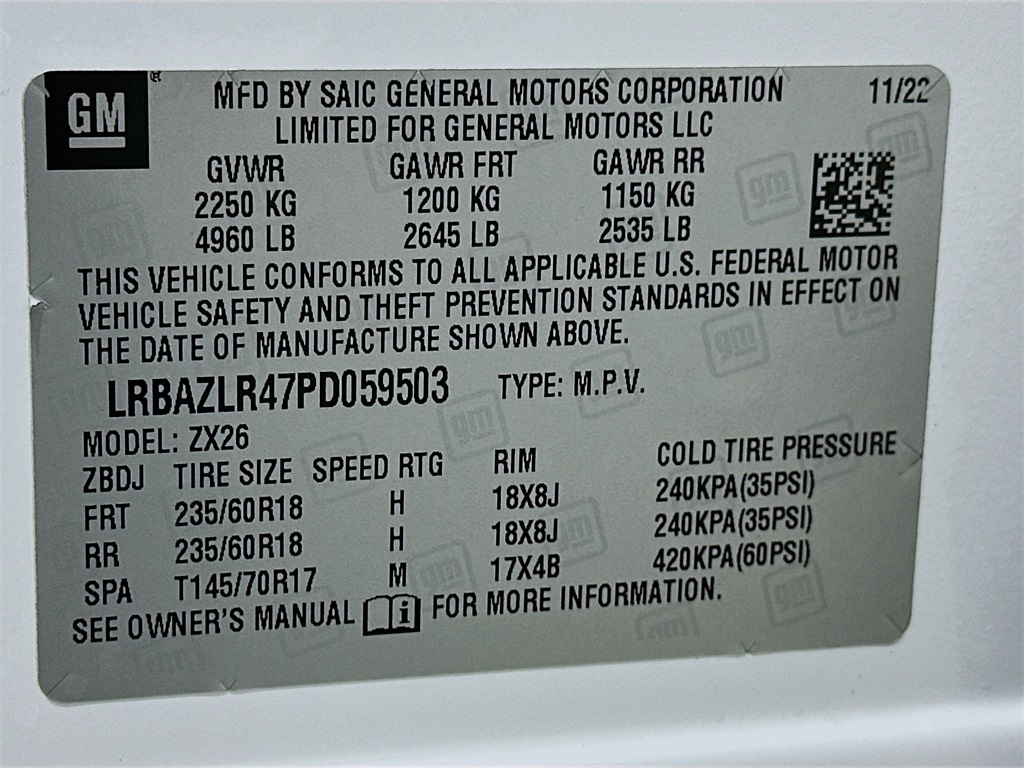 GM ®
MFD BY SAIC GENERAL MOTORS CORPORATION 11/22
LIMITED FOR GENERAL MOTORS LLC
GVWR GAWR FRT GAWR RR
2250 KG 1200 KG 1150 KG
4960 LB 2645 LB 2535 LB
THIS VEHICLE CONFORMS TO ALL APPLICABLE U.S. FEDERAL MOTOR
VEHICLE SAFETY AND THEFT PREVENTION STANDARDS IN EFFECT ON
THE DATE OF MANUFACTURE SHOWN ABOVE.
LRBAZLR47PD059503 TYPE: M.P.V.
MODEL: ZX26
ZBDJ TIRE SIZE SPEED RTG RIM COLD TIRE PRESSURE
FRT 235/60R18 H 18X8J 240KPA(35PSI)
RR 235/60R18 H 18X8J 240KPA(35PSI)
SPA T145/70R17 M 17X4B 420KPA(60PSI)
SEE OWNER'S MANUAL i FOR MORE INFORMATION.